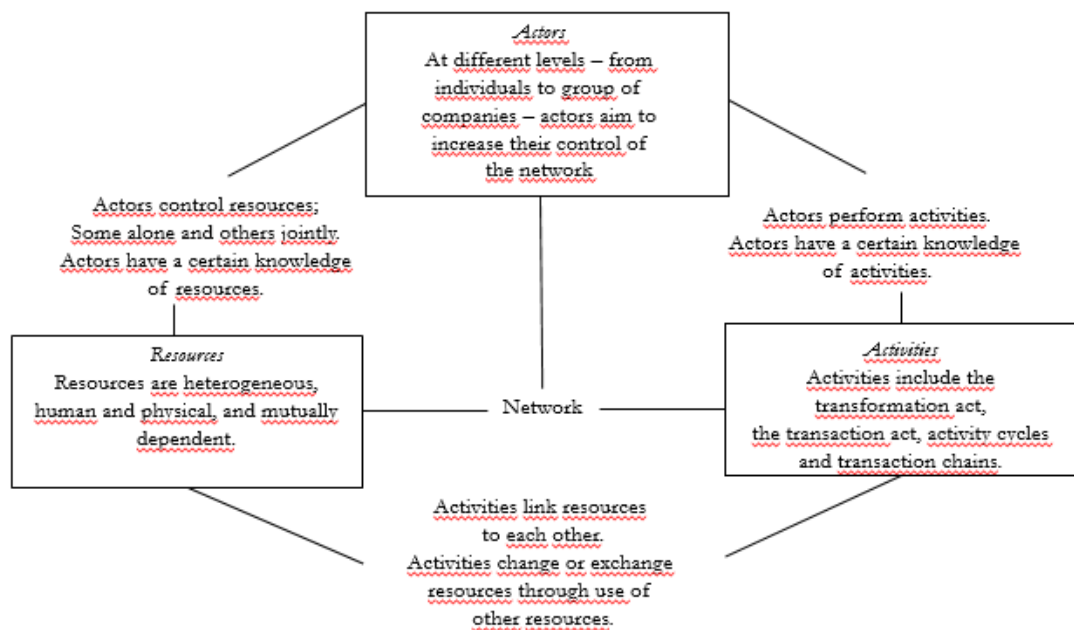 Actors
At different levels – from
individuals to group of
companies – actors aim to
increase their control of
the network
Actors control resources;
Some alone and others jointly.
Actors have a certain knowledge
of resources.
Actors perform activities.
Actors have a certain knowledge
of activities.
Resources
Resources are heterogeneous,
human and physical, and mutually
dependent.
Network
Activities
Activities include the
transformation act,
the transaction act, activity cycles
and transaction chains.
Activities link resources
to each other.
Activities change or exchange
resources through use of
other resources.